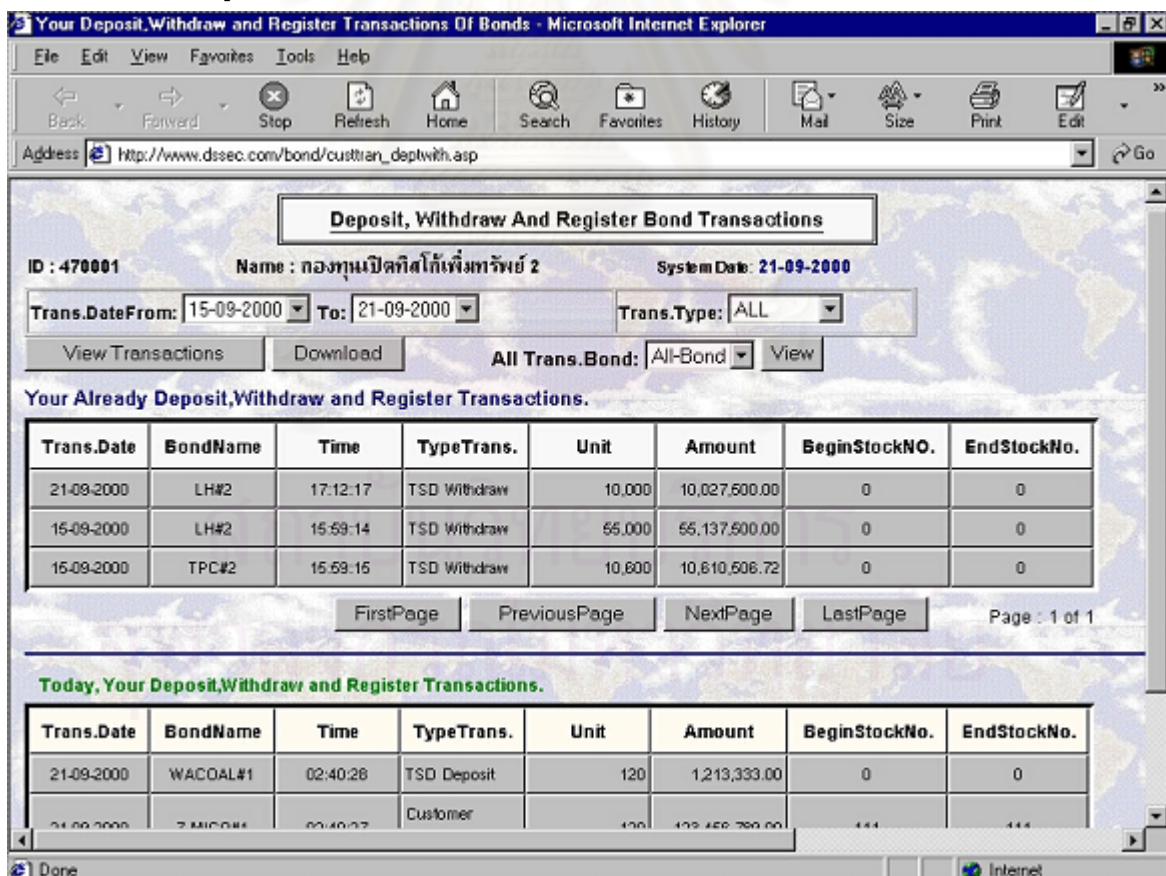 Your Deposit,Withdraw and Register Transactions Of Bonds - Microsoft Internet Explorer
File Edit View Favorites Tools Help
Back Forward Stop Refresh Home Search Favorites History Mail Size Print Edit
Address http://www.dssec.com/bond/custtran_deptwith.asp Go
Deposit, Withdraw And Register Bond Transactions
ID : 470001 Name : กองทุนเปิดทิสโก้เพิ่มทรัพย์ 2 System Date: 21-09-2000
Trans.DateFrom: 15-09-2000 To: 21-09-2000 Trans.Type: ALL
View Transactions Download All Trans.Bond: All-Bond View
Your Already Deposit,Withdraw and Register Transactions.
Trans.Date BondName Time TypeTrans. Unit Amount BeginStockNO. EndStockNo.
21-09-2000 LH#2 17:12:17 TSD Withdraw 10,000 10,027,500.00 0 0
15-09-2000 LH#2 15:59:14 TSD Withdraw 55,000 55,137,500.00 0 0
15-09-2000 TPC#2 15:59:15 TSD Withdraw 10,600 10,610,506.72 0 0
FirstPage PreviousPage NextPage LastPage Page : 1 of 1
Today, Your Deposit,Withdraw and Register Transactions.
Trans.Date BondName Time TypeTrans. Unit Amount BeginStockNo. EndStockNo.
21-09-2000 WACOAL#1 02:40:28 TSD Deposit 120 1,213,333.00 0 0
Customer
21-09-2000 120 111 111
Done Internet